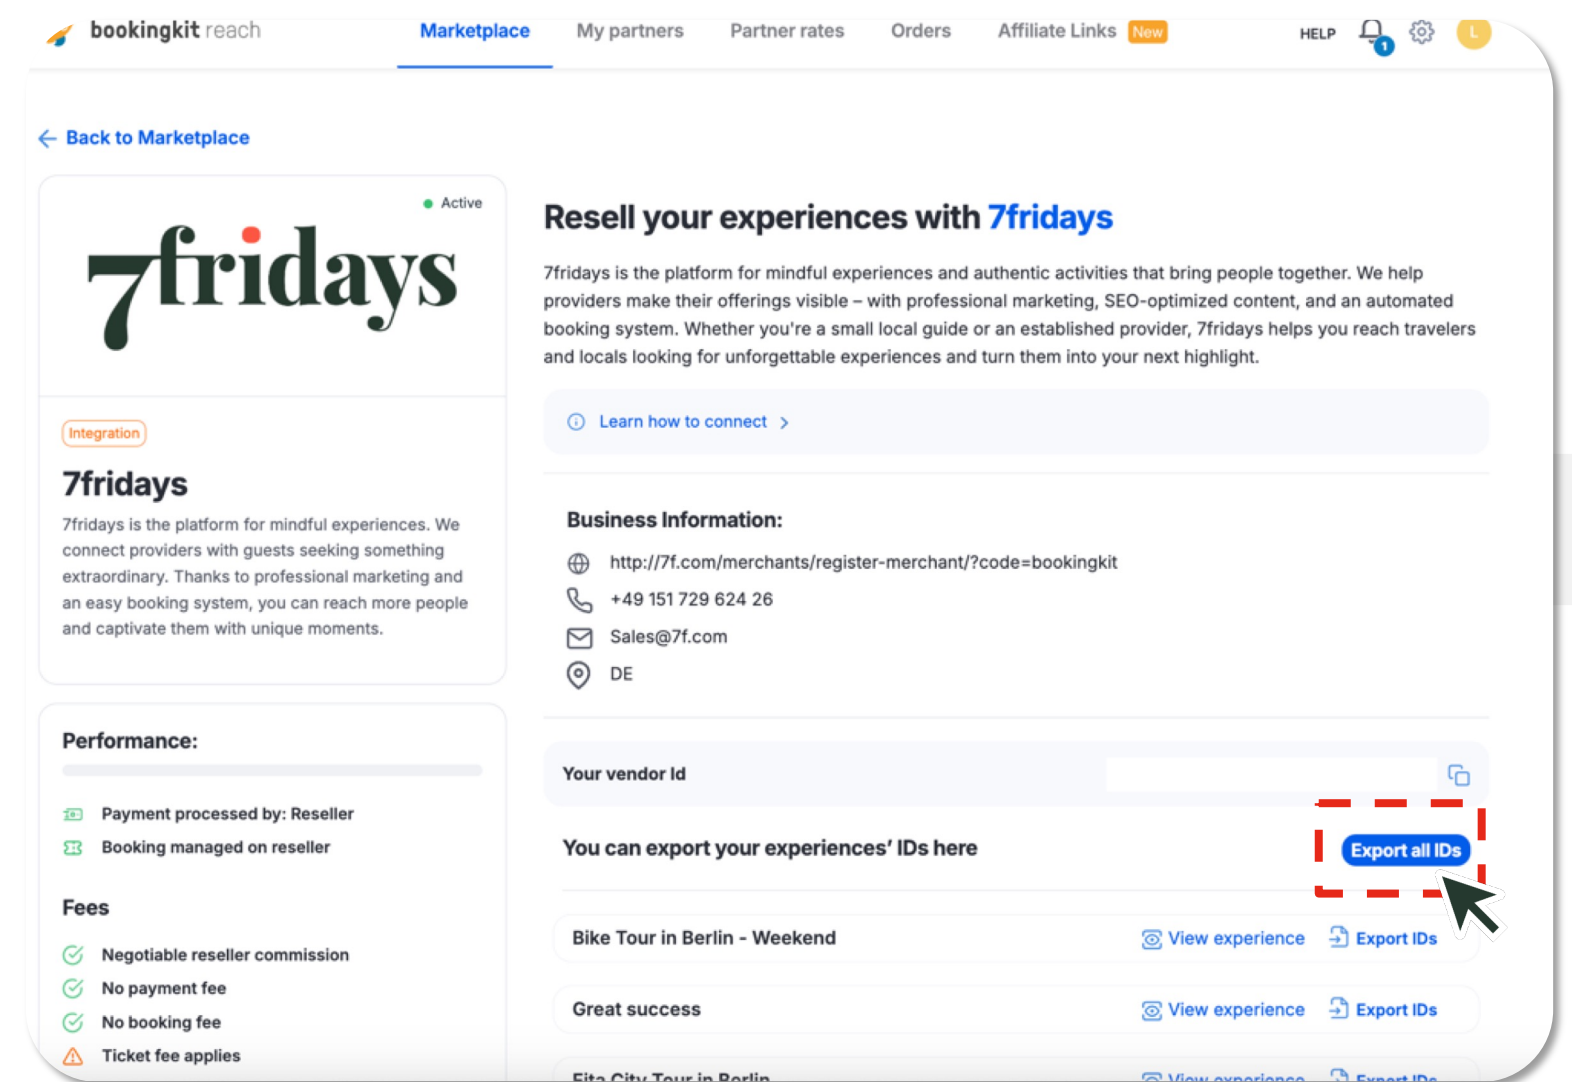 bookingkit reach
Marketplace
My partners
Partner rates
Orders
Affiliate Links New
HELP
1
L
Back to Marketplace
Active
7fridays
Integration
7fridays
7fridays is the platform for mindful experiences. We
connect providers with guests seeking something
extraordinary. Thanks to professional marketing and
an easy booking system, you can reach more people
and captivate them with unique moments.
Performance:
Payment processed by: Reseller
Booking managed on reseller
Fees
Negotiable reseller commission
No payment fee
No booking fee
Ticket fee applies
Resell your experiences with 7fridays
7fridays is the platform for mindful experiences and authentic activities that bring people together. We help
providers make their offerings visible – with professional marketing, SEO-optimized content, and an automated
booking system. Whether you're a small local guide or an established provider, 7fridays helps you reach travelers
and locals looking for unforgettable experiences and turn them into your next highlight.
Learn how to connect >
Business Information:
http://7f.com/merchants/register-merchant/?code=bookingkit
+49 151 729 624 26
Sales@7f.com
DE
Your vendor Id
You can export your experiences’ IDs here
Export all IDs
Bike Tour in Berlin - Weekend
View experience
Export IDs
Great success
View experience
Export IDs
City Tour in Berlin
View experience
Export IDs